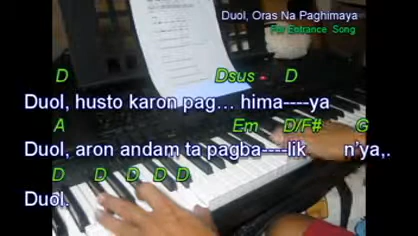 Duol, Oras Na Paghimaya
For Entrance Song
D Dsus - D
Duol, husto karon pag... hima----ya
A Em D/F# G
Duol, aron andam ta pagba----lik n'ya,.
D D D D D
Duol.